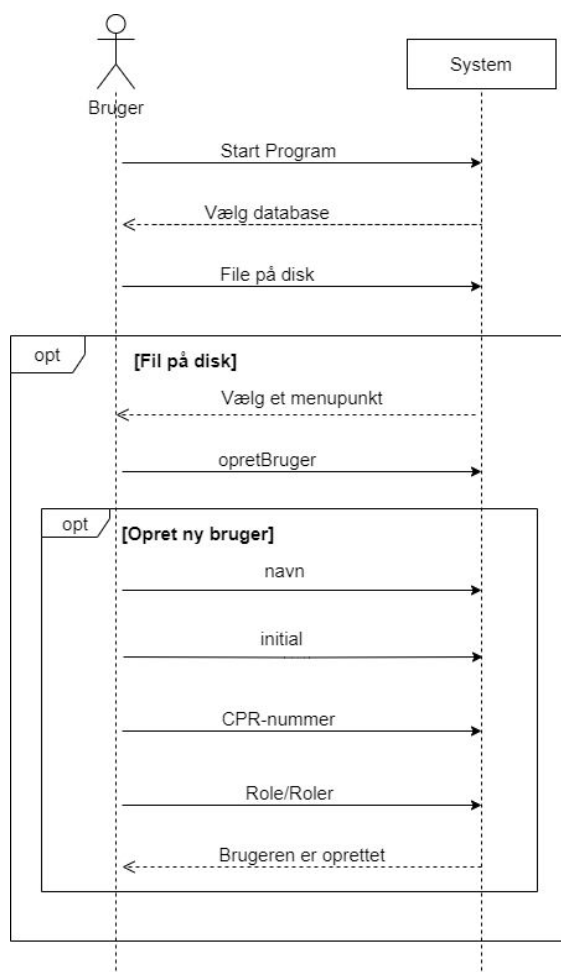 Bruger
System
Start Program
Vælg database
File på disk
opt
[Fil på disk]
Vælg et menupunkt
opretBruger
opt
[Opret ny bruger]
navn
initial
CPR-nummer
Role/Roler
Brugeren er oprettet